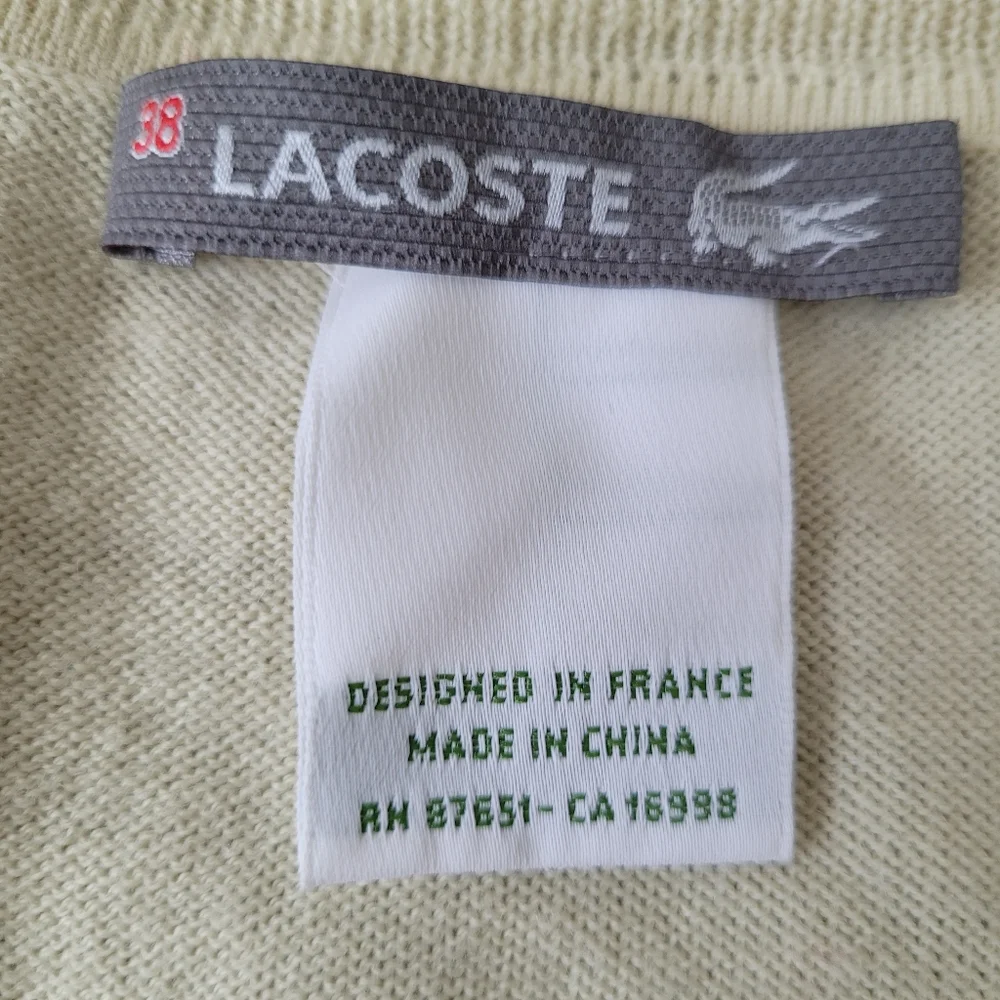 38 LACOSTE
DESIGNED IN FRANCE
MADE IN CHINA
RN 87651- CA 16998